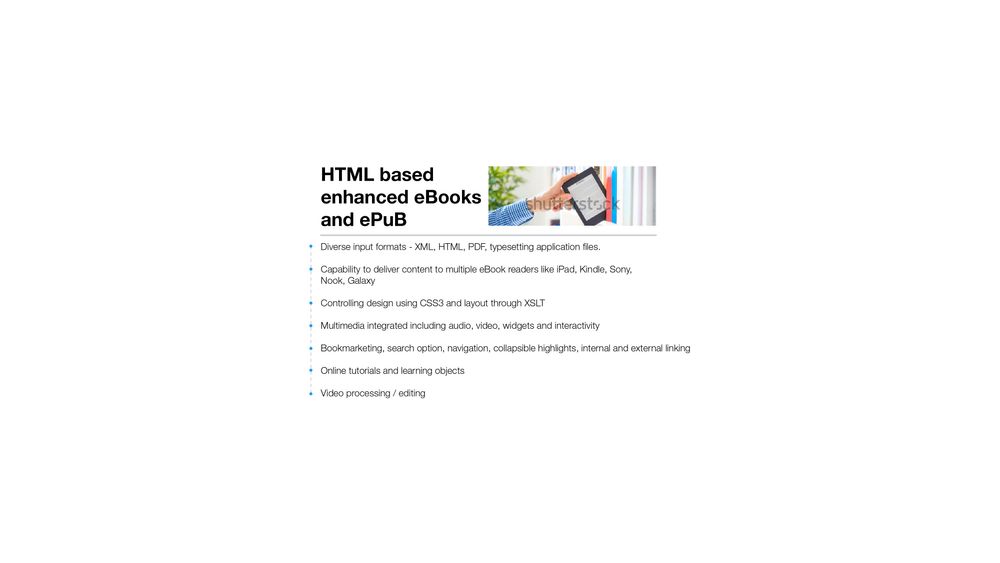 HTML based
enhanced eBooks
and ePuB
shutterstock
Diverse input formats - XML, HTML, PDF, typesetting application files.
Capability to deliver content to multiple eBook readers like iPad, Kindle, Sony,
Nook, Galaxy
Controlling design using CSS3 and layout through XSLT
Multimedia integrated including audio, video, widgets and interactivity
Bookmarketing, search option, navigation, collapsible highlights, internal and external linking
Online tutorials and learning objects
Video processing / editing